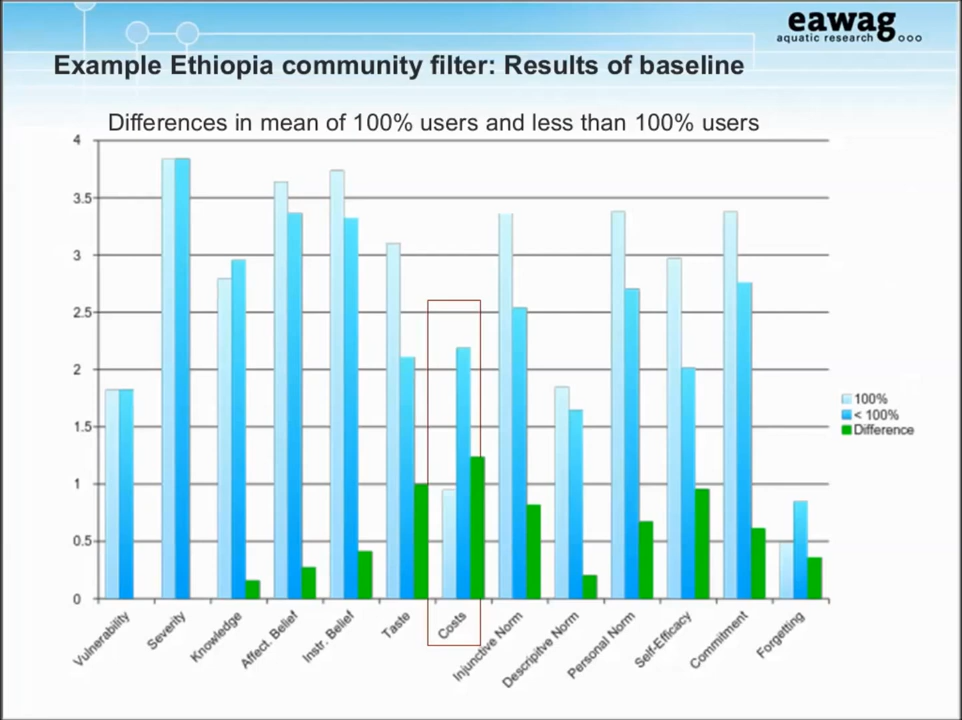 eawag
aquatic research
Example Ethiopia community filter: Results of baseline
Differences in mean of 100% users and less than 100% users
4
3.5
3
2.5
2
1.5
1
0.5
0
100%
< 100%
Difference
Vulnerability
Severity
Knowledge
Affect. Belief
Instr. Belief
Taste
Costs
Injunctive Norm
Descripitve Norm
Personal Norm
Self-Efficacy
Commitment
Forgetting